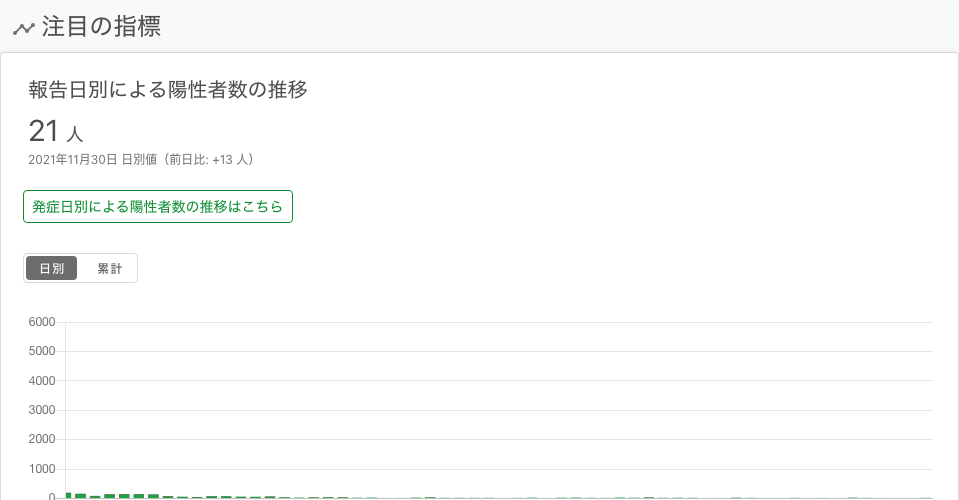 注目の指標
報告日別による陽性者数の推移
21 人
2021年11月30日 日別値（前日比: +13 人）
発症日別による陽性者数の推移はこちら
日別 累計
6000
5000
4000
3000
2000
1000
0